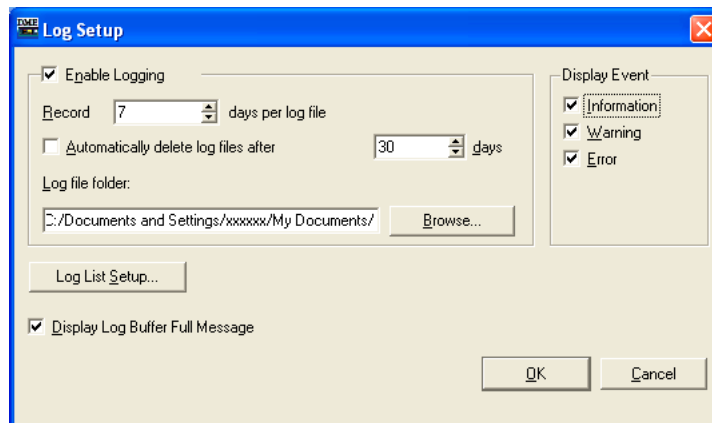 DME Log Setup
Enable Logging
Record 7 days per log file
Automatically delete log files after 30 days
Log file folder:
C:/Documents and Settings/xxxxxx/My Documents/ Browse...
Display Event
Information
Warning
Error
Log List Setup...
Display Log Buffer Full Message
OK Cancel